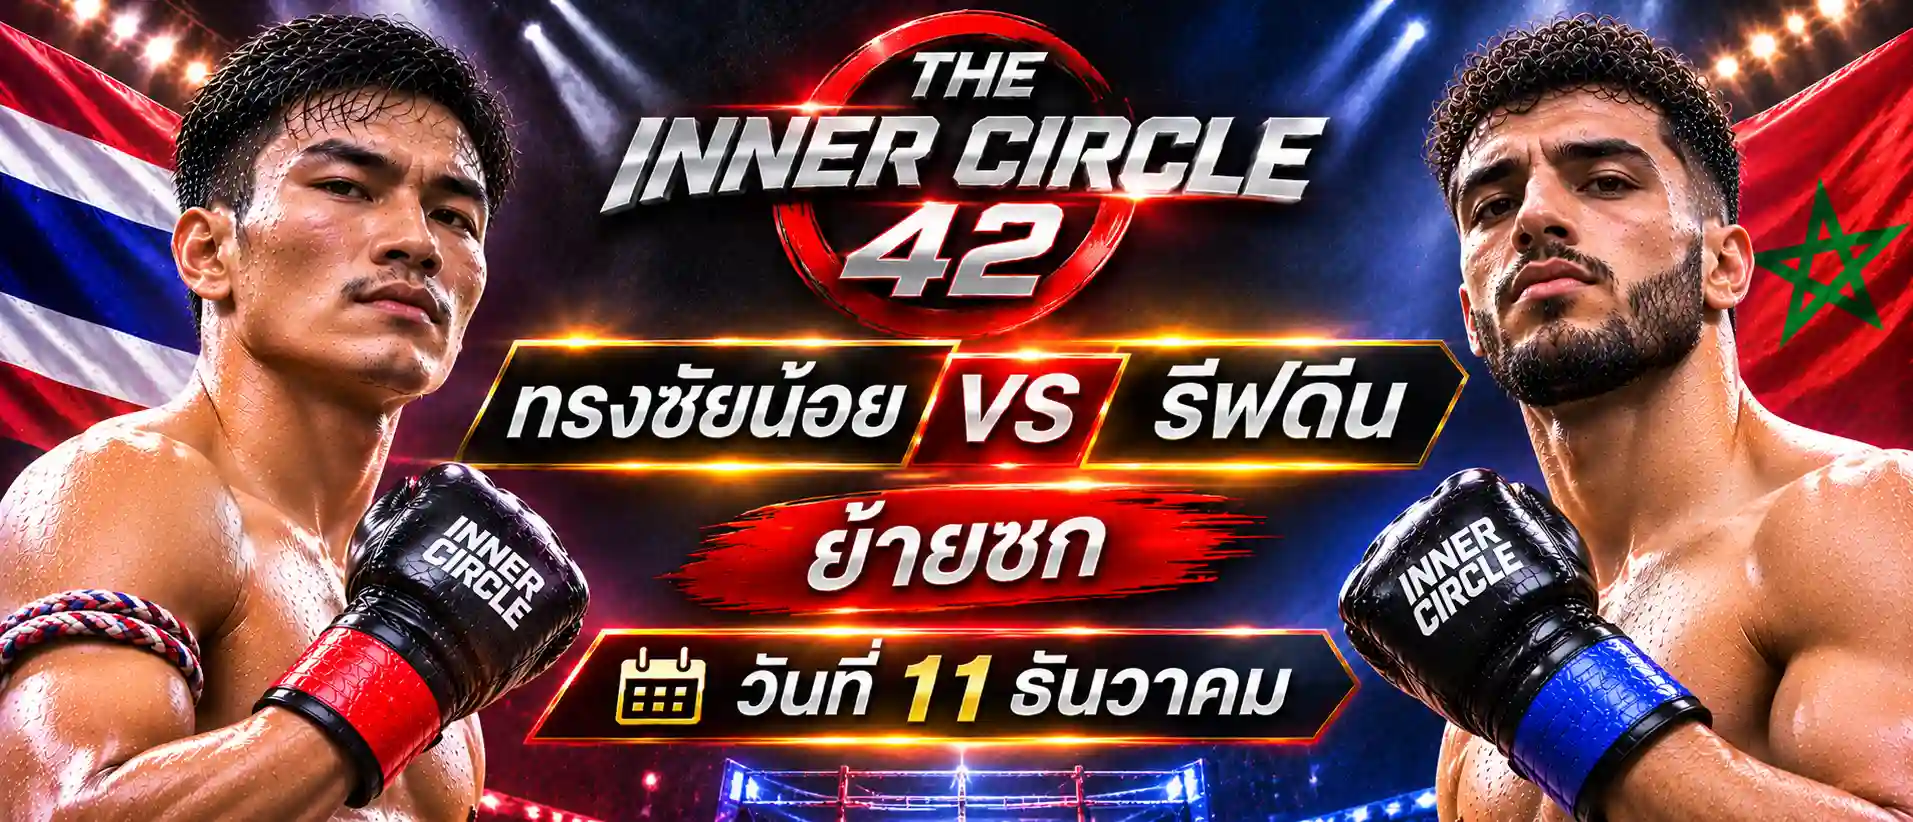 THE
INNER CIRCLE
42
ทรงซัยน้อย VS รีฟดีน
ย้ายซก
วันที่ 11 ธันวาคม
INNER
CIRCLE
INNER
CIRCLE